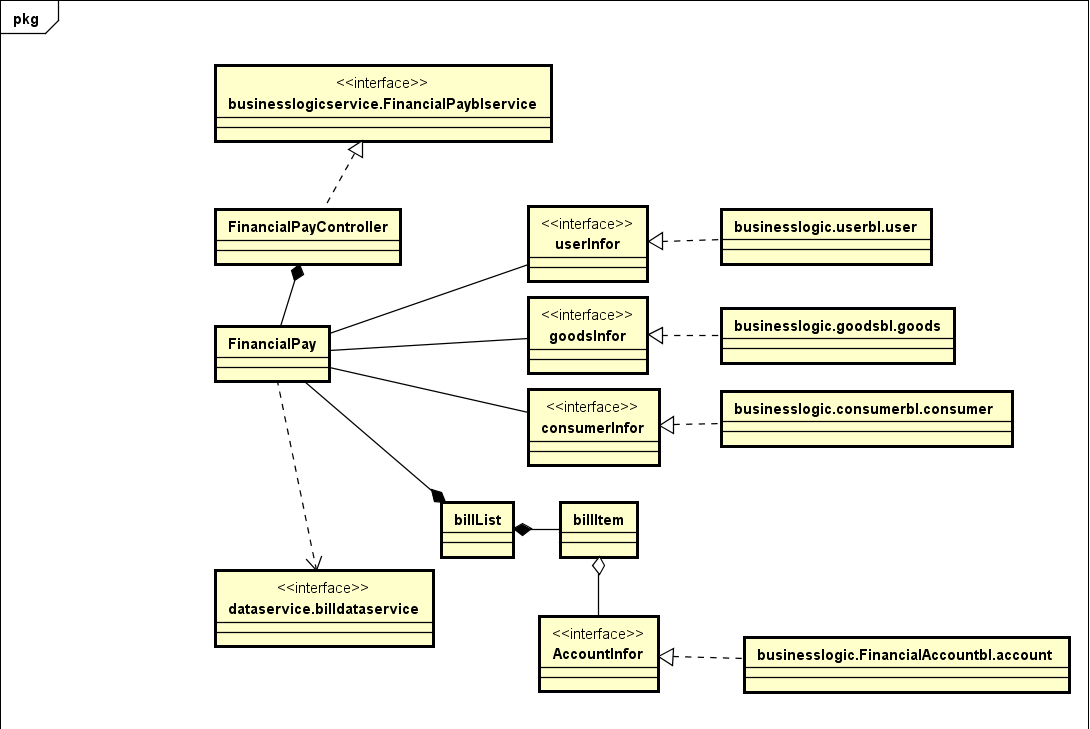 pkg
<<interface>>
businesslogicservice.FinancialPayblservice
FinancialPayController
<<interface>>
userInfor
businesslogic.userbl.user
<<interface>>
goodsInfor
businesslogic.goodsbl.goods
FinancialPay
<<interface>>
consumerInfor
businesslogic.consumerbl.consumer
billList
billItem
<<interface>>
dataservice.billdataservice
<<interface>>
AccountInfor
businesslogic.FinancialAccountbl.account